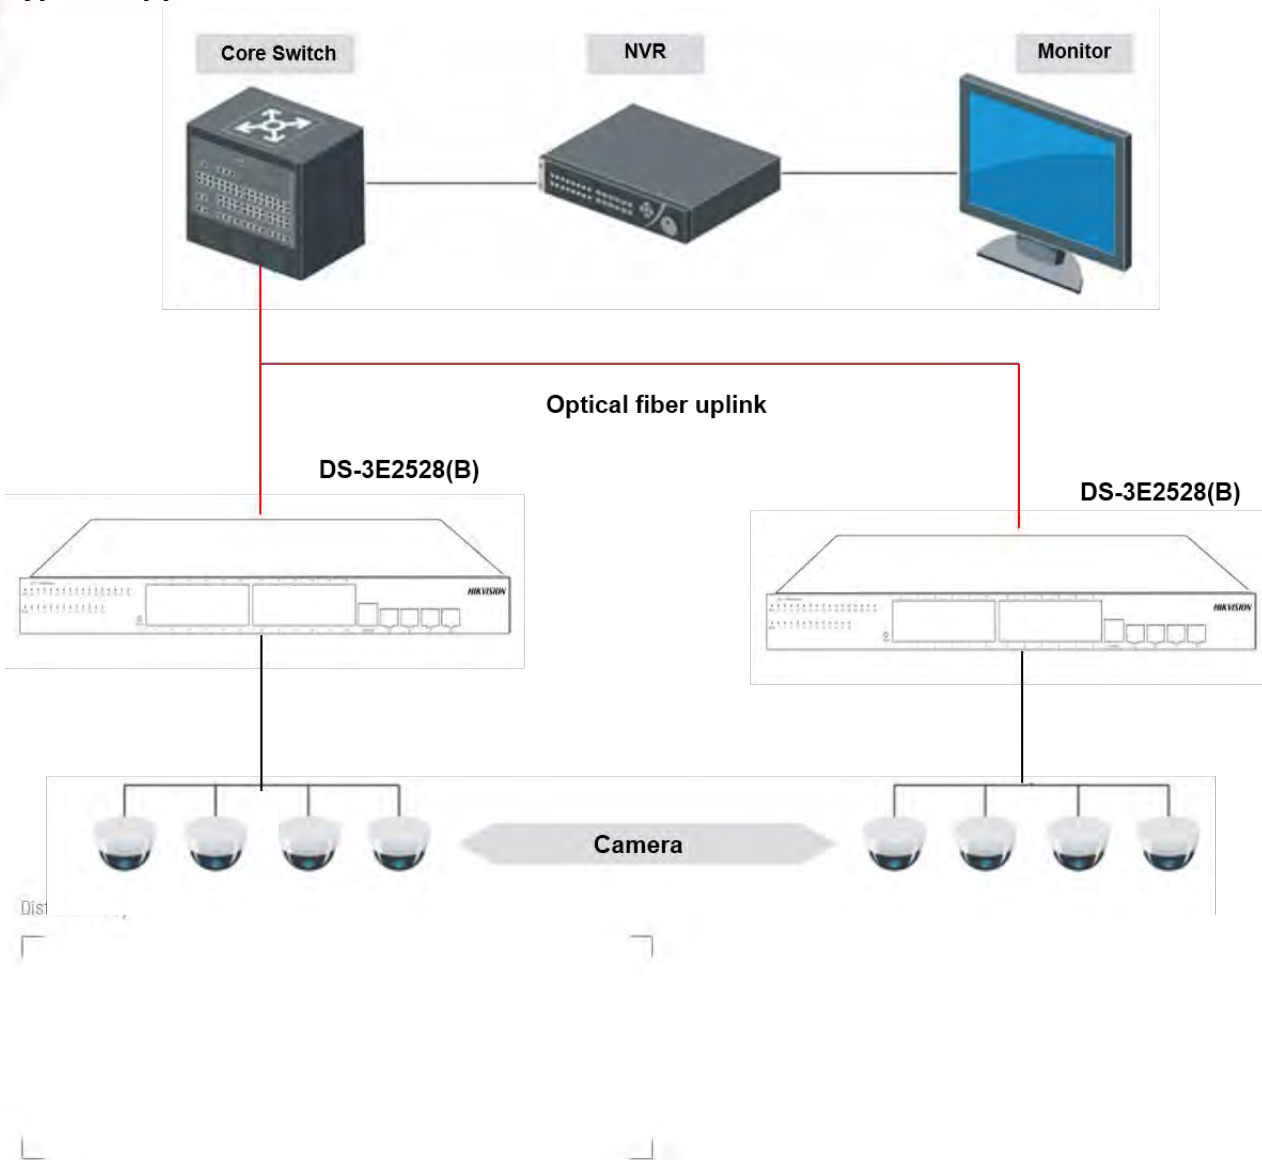 Core Switch
NVR
Monitor
Optical fiber uplink
DS-3E2528(B)
DS-3E2528(B)
HIKVISION
HIKVISION
Camera